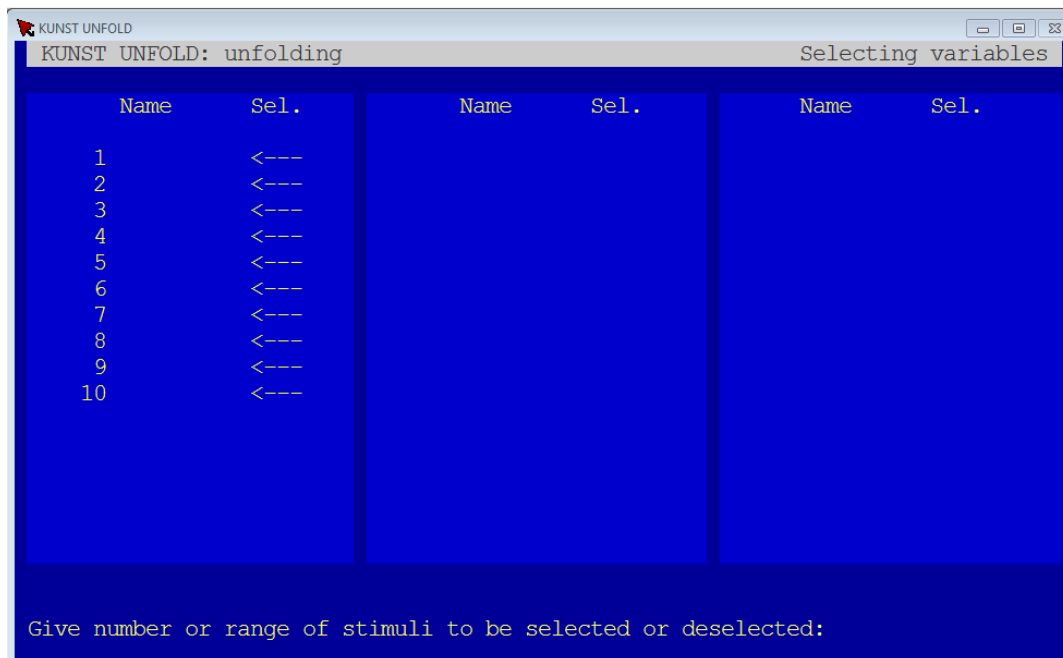 KUNST UNFOLD
KUNST UNFOLD: unfolding Selecting variables
Name Sel. Name Sel. Name Sel.
1 <---
2 <---
3 <---
4 <---
5 <---
6 <---
7 <---
8 <---
9 <---
10 <---
Give number or range of stimuli to be selected or deselected: